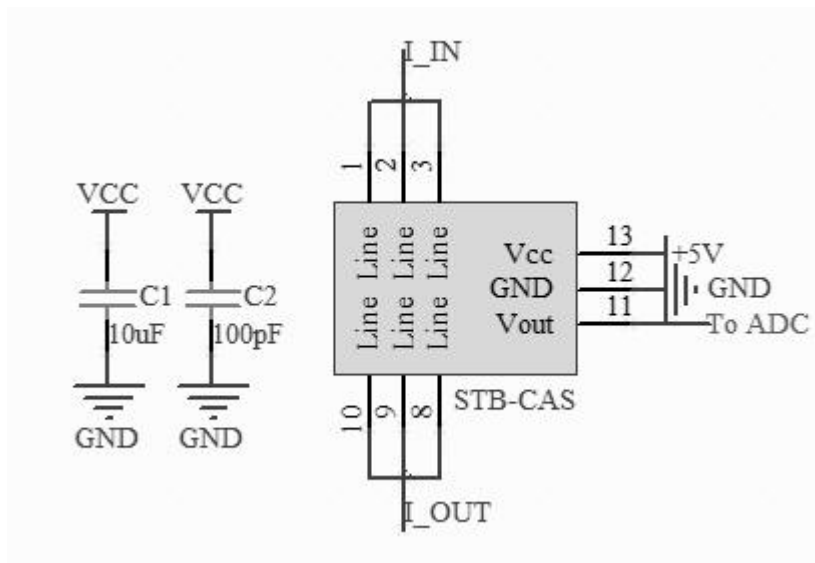 I_IN
1 2 3
VCC VCC
Line Line Line
Vcc 13 +5V
GND 12 GND
Vout 11 To ADC
Line Line Line
C1 C2
10uF 100pF
GND GND
10 9 8
STB-CAS
I_OUT